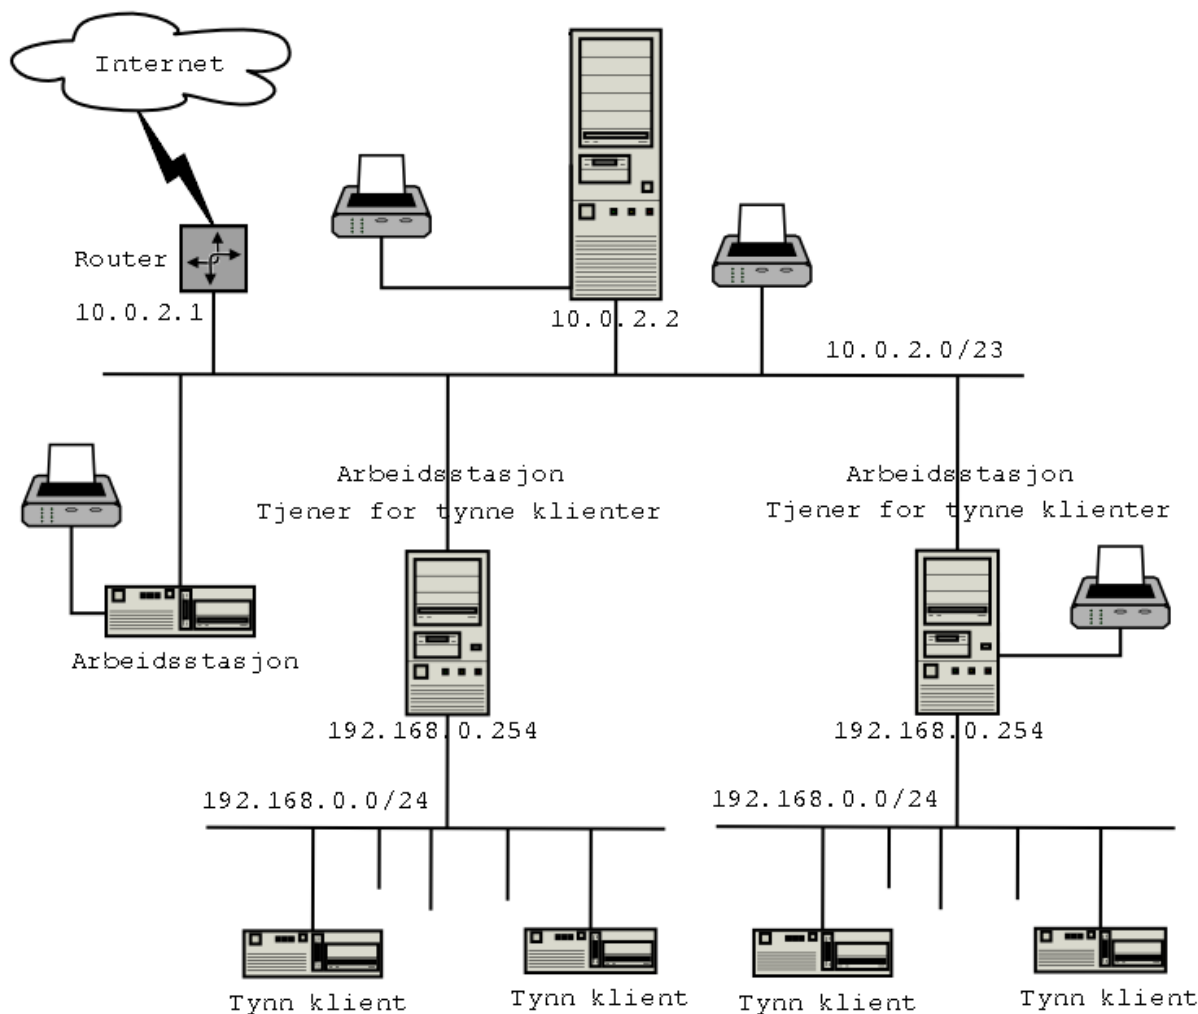 Internet
Router
10.0.2.1
10.0.2.2
10.0.2.0/23
Arbeidsstasjon
Tjener for tynne klienter
Arbeidsstasjon
Tjener for tynne klienter
Arbeidsstasjon
192.168.0.254
192.168.0.254
192.168.0.0/24
192.168.0.0/24
Tynn klient
Tynn klient
Tynn klient
Tynn klient